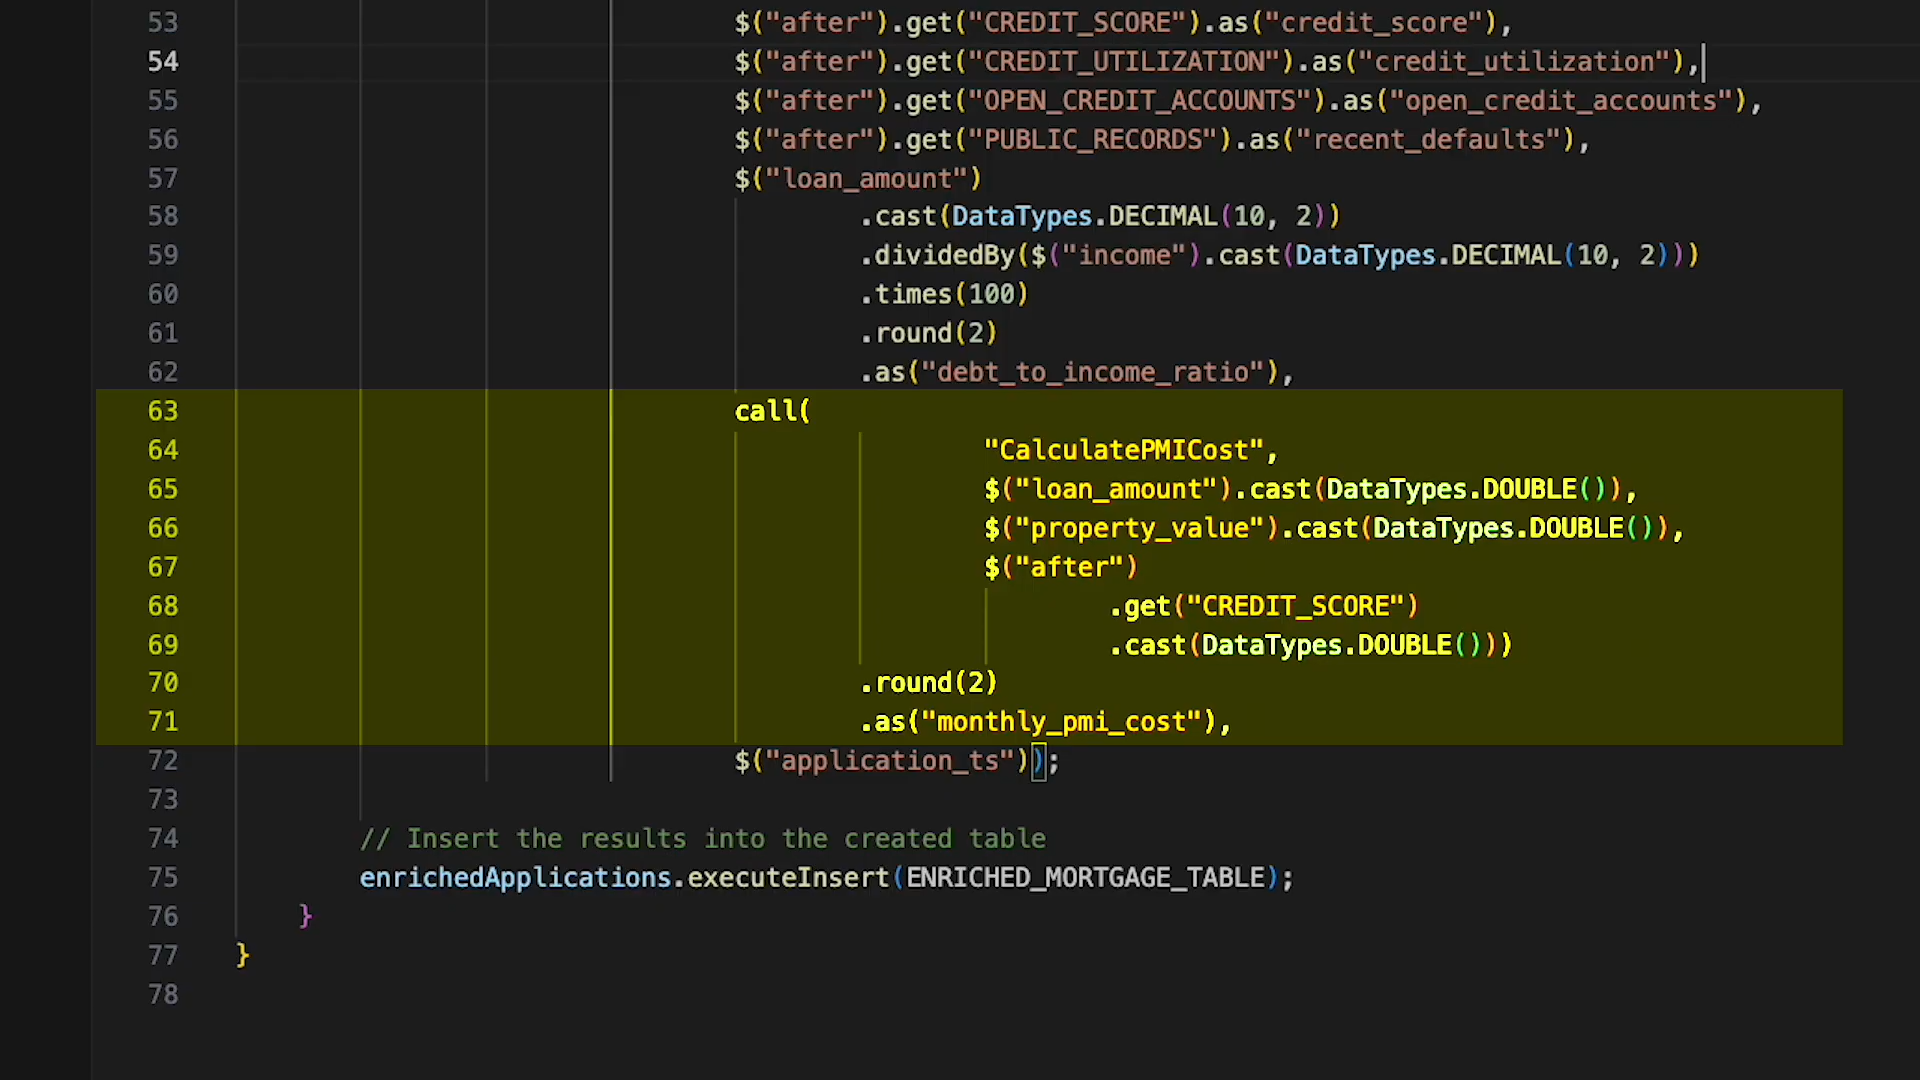 53 $("after").get("CREDIT_SCORE").as("credit_score"),
54 $("after").get("CREDIT_UTILIZATION").as("credit_utilization"),
55 $("after").get("OPEN_CREDIT_ACCOUNTS").as("open_credit_accounts"),
56 $("after").get("PUBLIC_RECORDS").as("recent_defaults"),
57 $("loan_amount")
58 .cast(DataTypes.DECIMAL(10, 2))
59 .dividedBy($("income").cast(DataTypes.DECIMAL(10, 2)))
60 .times(100)
61 .round(2)
62 .as("debt_to_income_ratio"),
63 call(
64 "CalculatePMICost",
65 $("loan_amount").cast(DataTypes.DOUBLE()),
66 $("property_value").cast(DataTypes.DOUBLE()),
67 $("after")
68 .get("CREDIT_SCORE")
69 .cast(DataTypes.DOUBLE()))
70 .round(2)
71 .as("monthly_pmi_cost"),
72 $("application_ts"));
73
74 // Insert the results into the created table
75 enrichedApplications.executeInsert(ENRICHED_MORTGAGE_TABLE);
76 }
77 }
78